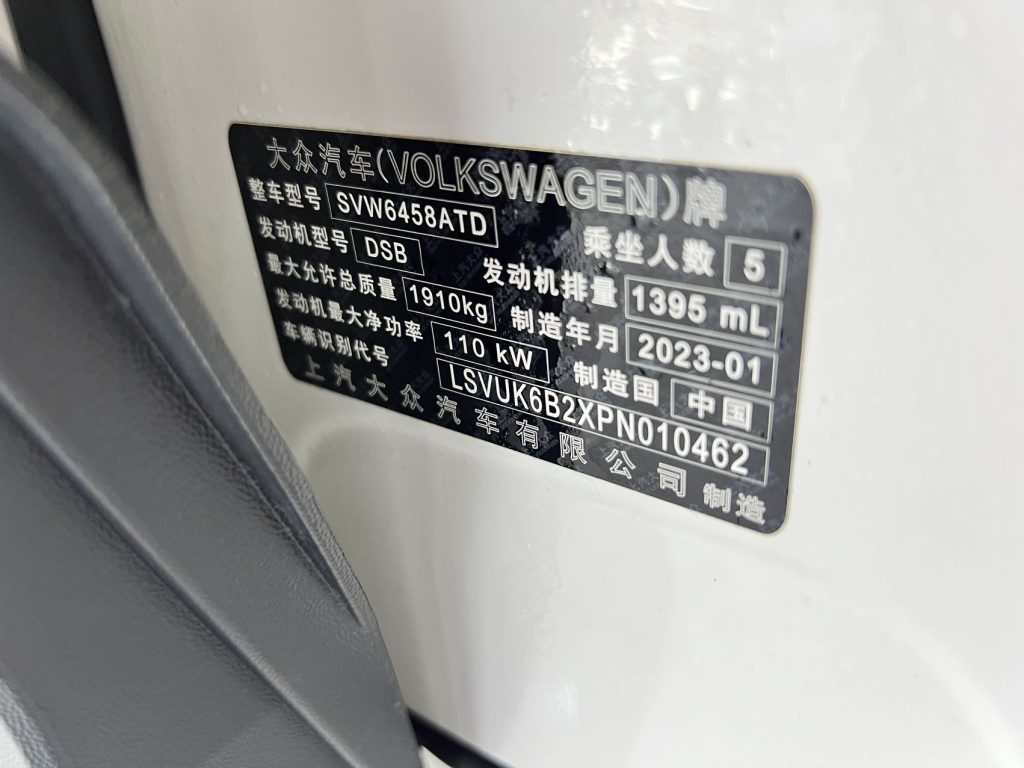 大众汽车(VOLKSWAGEN)牌
整车型号 SVW6458ATD 乘坐人数 5
发动机型号 DSB 发动机排量 1395 mL
最大允许总质量 1910kg 制造年月 2023-01
发动机最大净功率 110 kW 制造国 中国
车辆识别代号 LSVUK6B2XPN010462
上汽大众汽车有限公司 制造